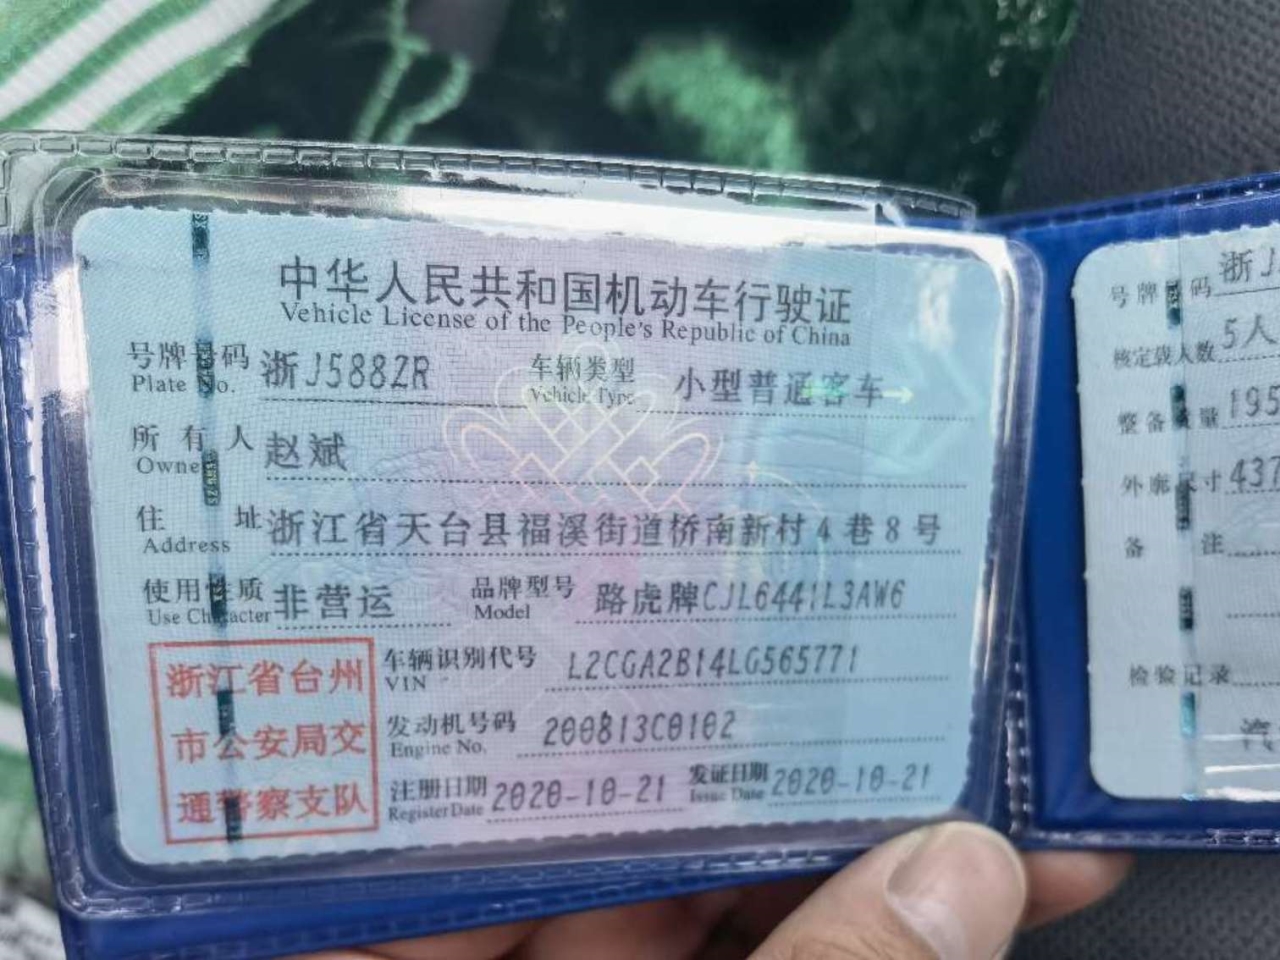 中华人民共和国机动车行驶证
Vehicle License of the People's Republic of China
号牌号码 浙J588ZR 车辆类型 小型普通客车
Plate No. Vehicle Type
所有人 赵斌
Owner
住址 浙江省天台县福溪街道桥南新村4巷8号
Address
使用性质 非营运 品牌型号 路虎牌CJL6441L3AW6
Use Character Model
浙江省台州
市公安局交
通警察支队
车辆识别代号 L2CGA2B14LG565771
VIN
发动机号码 200813C0102
Engine No.
注册日期 2020-10-21 发证日期 2020-10-21
Register Date Issue Date
号牌号码 浙J
核定载人数 5人
整备质量 195
外廓尺寸 437
备注
检验记录
汽